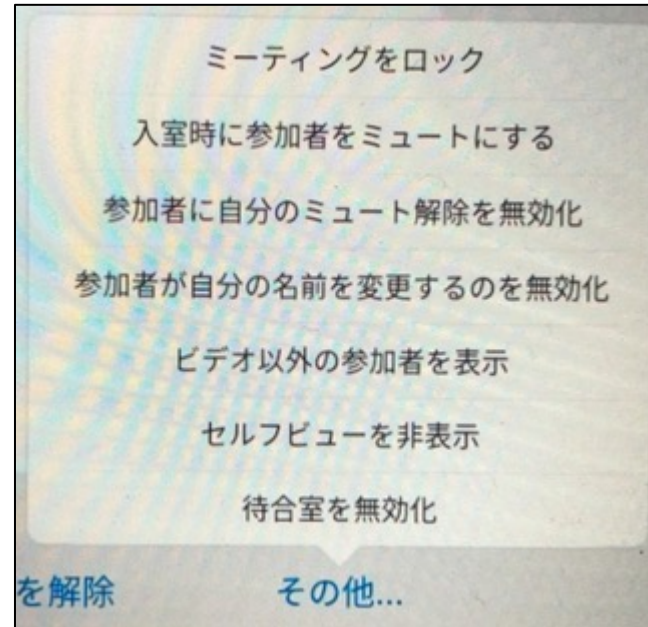 ミーティングをロック
入室時に参加者をミュートにする
参加者に自分のミュート解除を無効化
参加者が自分の名前を変更するのを無効化
ビデオ以外の参加者を表示
セルフビューを非表示
待合室を無効化
を解除 その他...